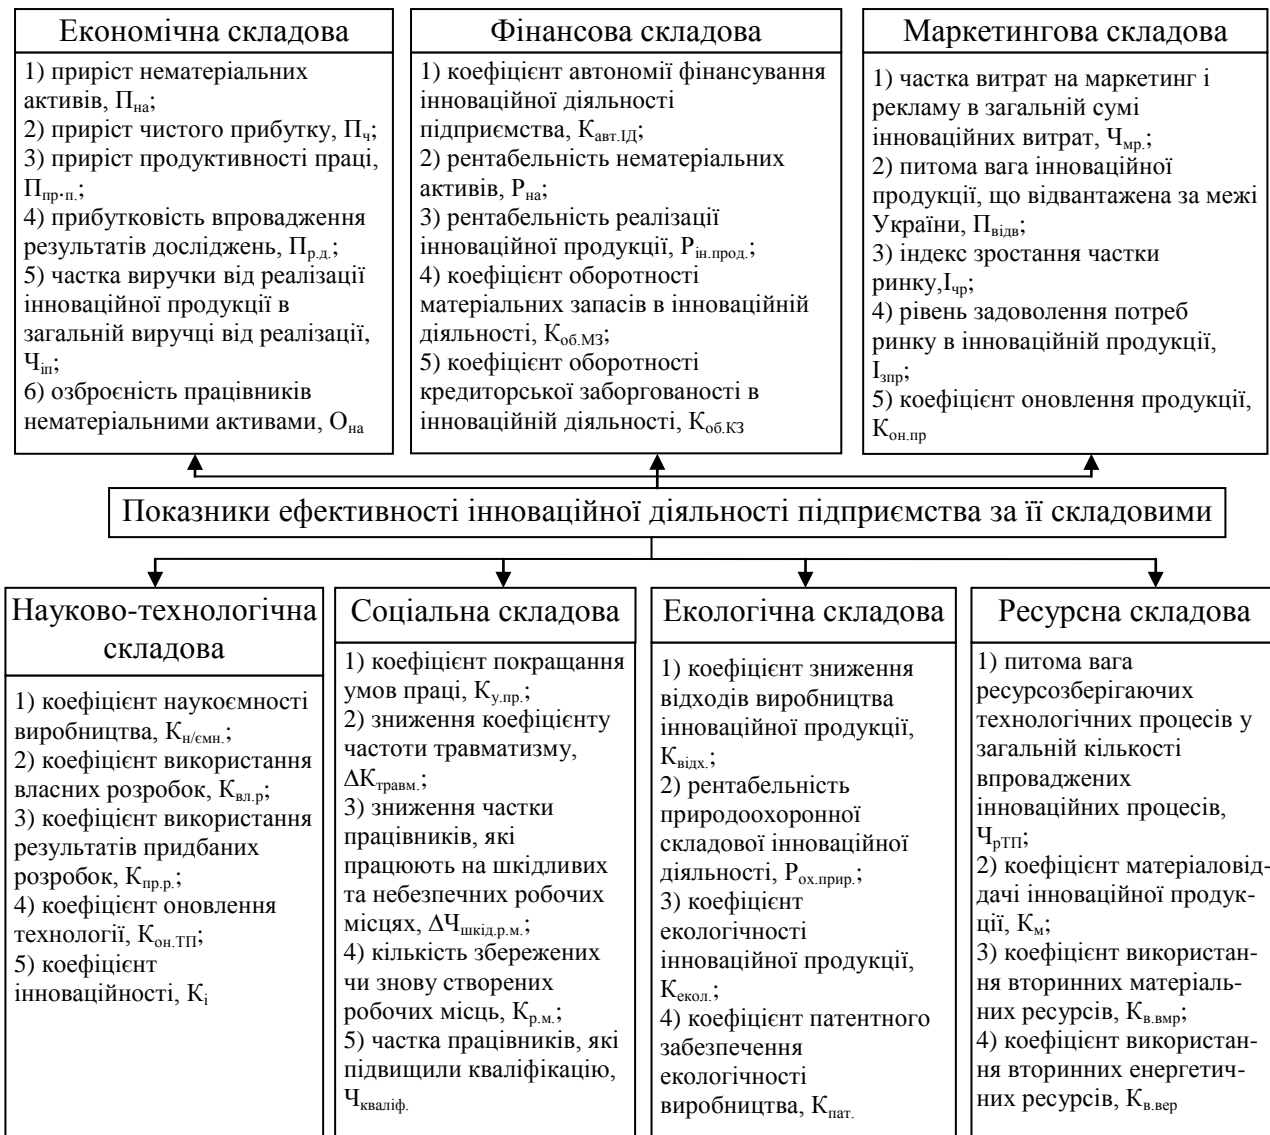 Економічна складова
1) приріст нематеріальних
активів, Пна;
2) приріст чистого прибутку, Пч;
3) приріст продуктивності праці,
Ппр.п.;
4) прибутковість впровадження
результатів досліджень, Пр.д.;
5) частка виручки від реалізації
інноваційної продукції в
загальній виручці від реалізації,
Чіп;
6) озброєність працівників
нематеріальними активами, Она
Фінансова складова
1) коефіцієнт автономії фінансування
інноваційної діяльності
підприємства, Кавт.ІД;
2) рентабельність нематеріальних
активів, Рна;
3) рентабельність реалізації
інноваційної продукції, Рін.прод.;
4) коефіцієнт оборотності
матеріальних запасів в інноваційній
діяльності, Коб.МЗ;
5) коефіцієнт оборотності
кредиторської заборгованості в
інноваційній діяльності, Коб.КЗ
Маркетингова складова
1) частка витрат на маркетинг і
рекламу в загальній сумі
інноваційних витрат, Чмр.;
2) питома вага інноваційної
продукції, що відвантажена за межі
України, Пвідв;
3) індекс зростання частки
ринку,Ічр;
4) рівень задоволення потреб
ринку в інноваційній продукції,
Ізпр;
5) коефіцієнт оновлення продукції,
Кон.пр
Показники ефективності інноваційної діяльності підприємства за її складовими
Науково-технологічна
складова
1) коефіцієнт наукоємності
виробництва, Кн/ємн.;
2) коефіцієнт використання
власних розробок, Квл.р;
3) коефіцієнт використання
результатів придбаних
розробок, Кпр.р.;
4) коефіцієнт оновлення
технології, Кон.ТП;
5) коефіцієнт
інноваційності, Кі
Соціальна складова
1) коефіцієнт покращання
умов праці, Ку.пр.;
2) зниження коефіцієнту
частоти травматизму,
ΔКтравм.;
3) зниження частки
працівників, які
працюють на шкідливих
та небезпечних робочих
місцях, ΔЧшкід.р.м.;
4) кількість збережених
чи знову створених
робочих місць, Кр.м.;
5) частка працівників, які
підвищили кваліфікацію,
Чкваліф.
Екологічна складова
1) коефіцієнт зниження
відходів виробництва
інноваційної продукції,
Квідх.;
2) рентабельність
природоохоронної
складової інноваційної
діяльності, Рох.прир.;
3) коефіцієнт
екологічності
інноваційної продукції,
Кекол.;
4) коефіцієнт патентного
забезпечення
екологічності
виробництва, Кпат.
Ресурсна складова
1) питома вага
ресурсозберігаючих
технологічних процесів у
загальній кількості
впроваджених
інноваційних процесів,
ЧрТП;
2) коефіцієнт матеріаловід-
дачі інноваційної продук-
ції, Км;
3) коефіцієнт використан-
ня вторинних матеріаль-
них ресурсів, Кв.вмр;
4) коефіцієнт використан-
ня вторинних енергетич-
них ресурсів, Кв.вер